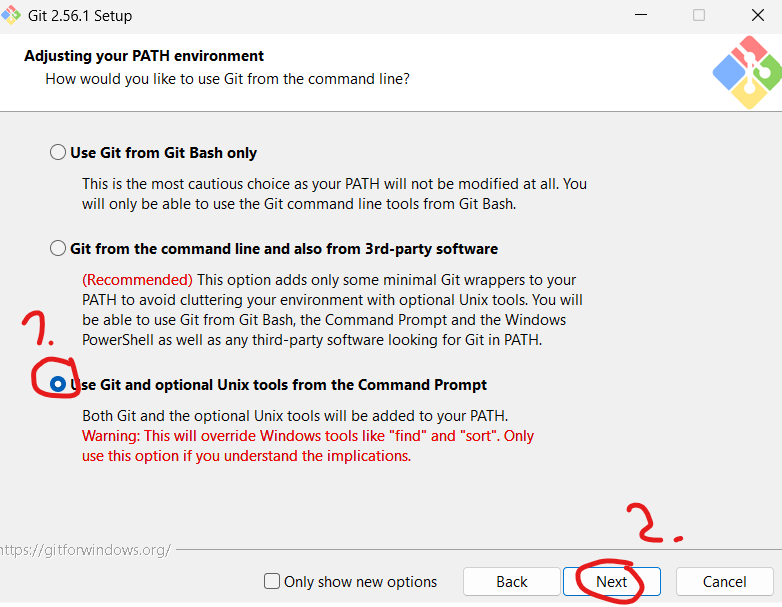 Git 2.56.1 Setup
Adjusting your PATH environment
How would you like to use Git from the command line?
Use Git from Git Bash only
This is the most cautious choice as your PATH will not be modified at all. You
will only be able to use the Git command line tools from Git Bash.
Git from the command line and also from 3rd-party software
(Recommended) This option adds only some minimal Git wrappers to your
PATH to avoid cluttering your environment with optional Unix tools. You will
be able to use Git from Git Bash, the Command Prompt and the Windows
PowerShell as well as any third-party software looking for Git in PATH.
1.
Use Git and optional Unix tools from the Command Prompt
Both Git and the optional Unix tools will be added to your PATH.
Warning: This will override Windows tools like "find" and "sort". Only
use this option if you understand the implications.
2.
https://gitforwindows.org/
Only show new options
Back
Next
Cancel